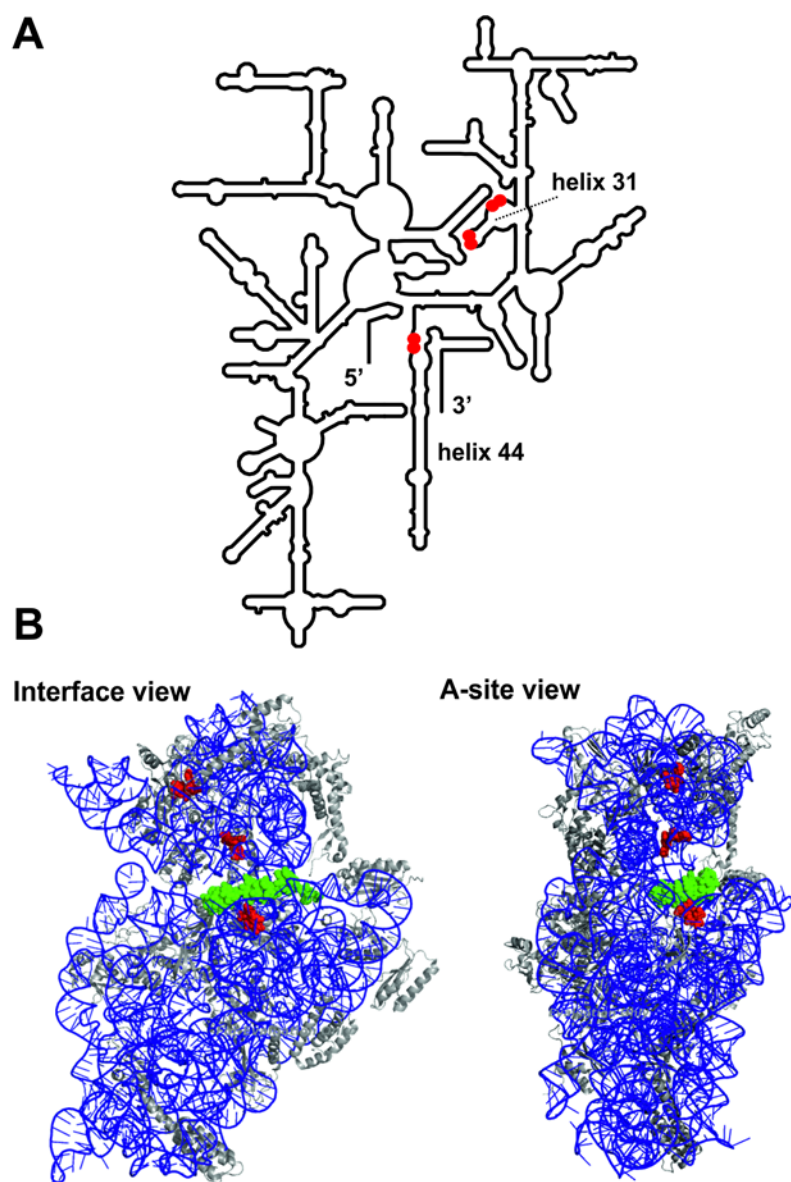 A
helix 31
5’
3’
helix 44
B
Interface view
A-site view